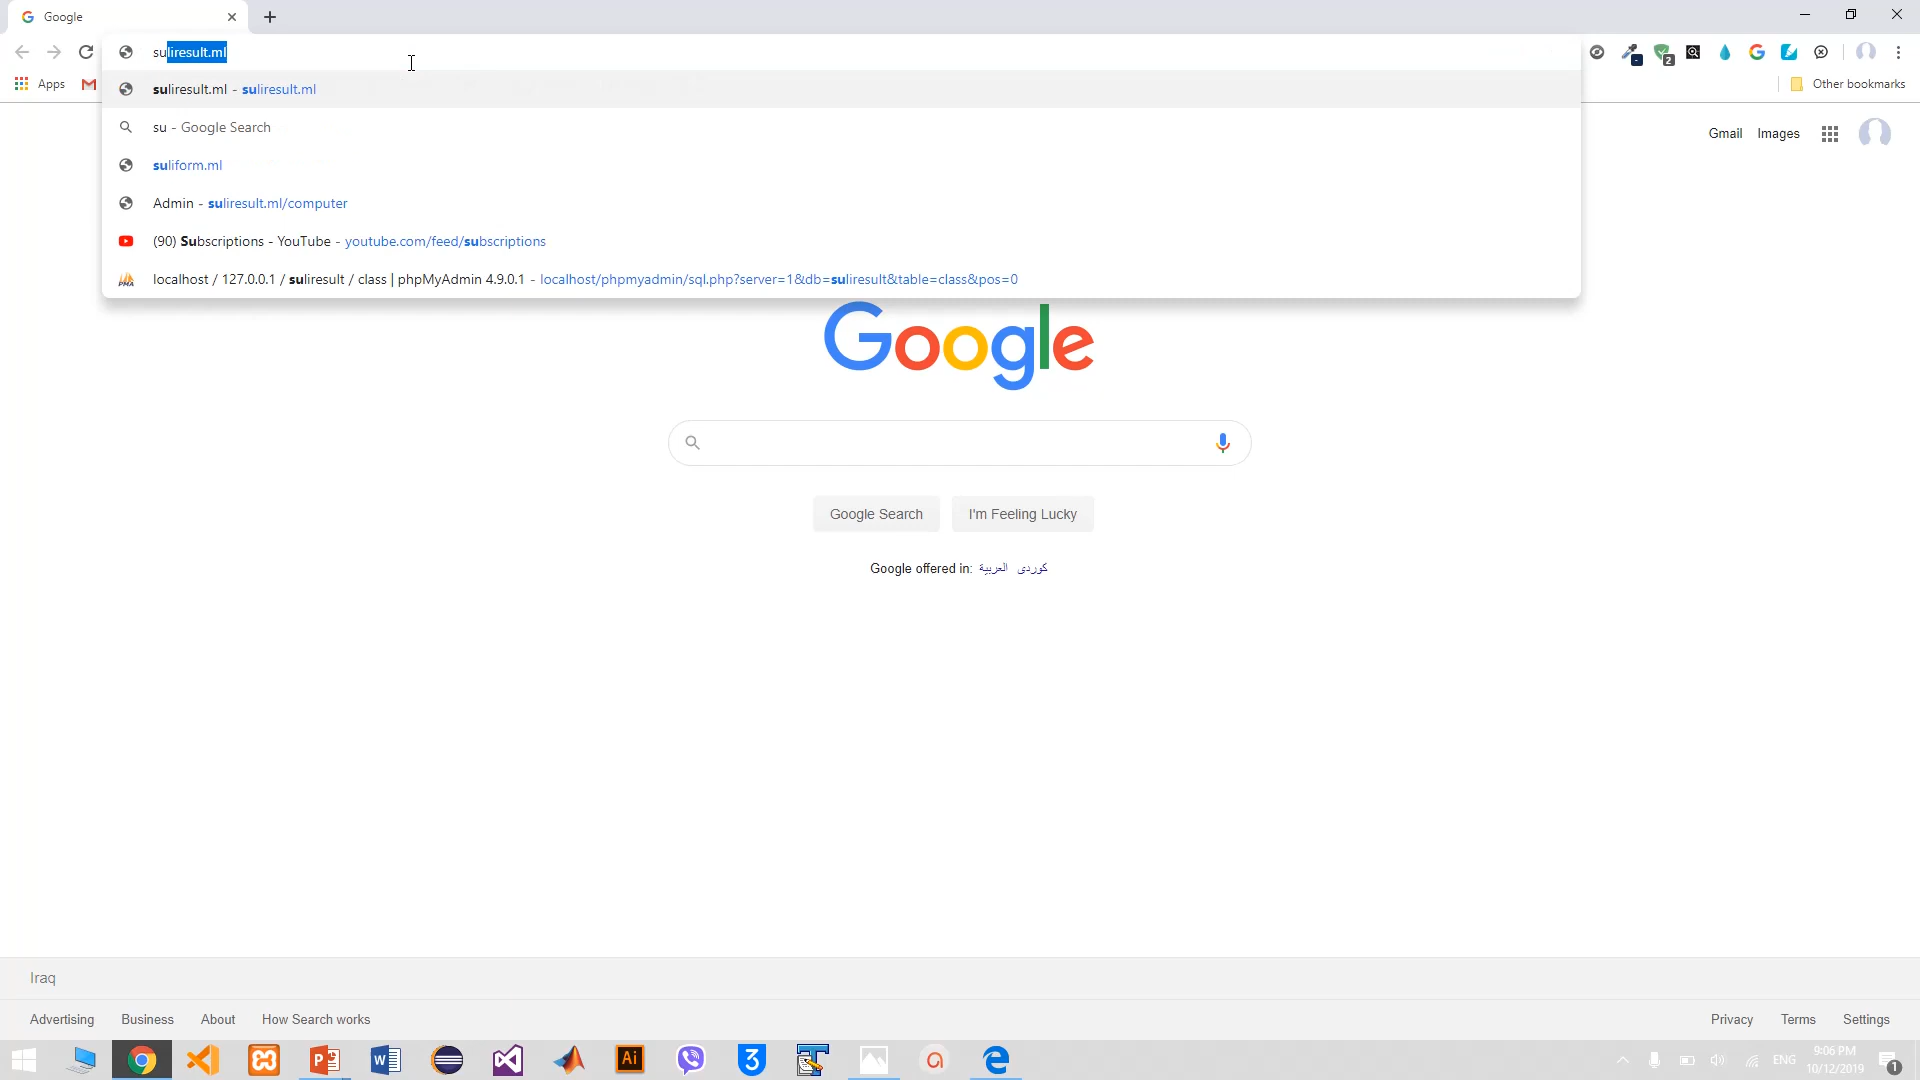 Google
suliresult.ml
Apps
Other bookmarks
suliresult.ml - suliresult.ml
su - Google Search
suliform.ml
Admin - suliresult.ml/computer
(90) Subscriptions - YouTube - youtube.com/feed/subscriptions
localhost / 127.0.0.1 / suliresult / class | phpMyAdmin 4.9.0.1 - localhost/phpmyadmin/sql.php?server=1&db=suliresult&table=class&pos=0
Gmail Images
Google
Google Search I'm Feeling Lucky
Google offered in: العربية كوردی
Iraq
Advertising Business About How Search works
Privacy Terms Settings
ENG
9:06 PM
10/12/2019